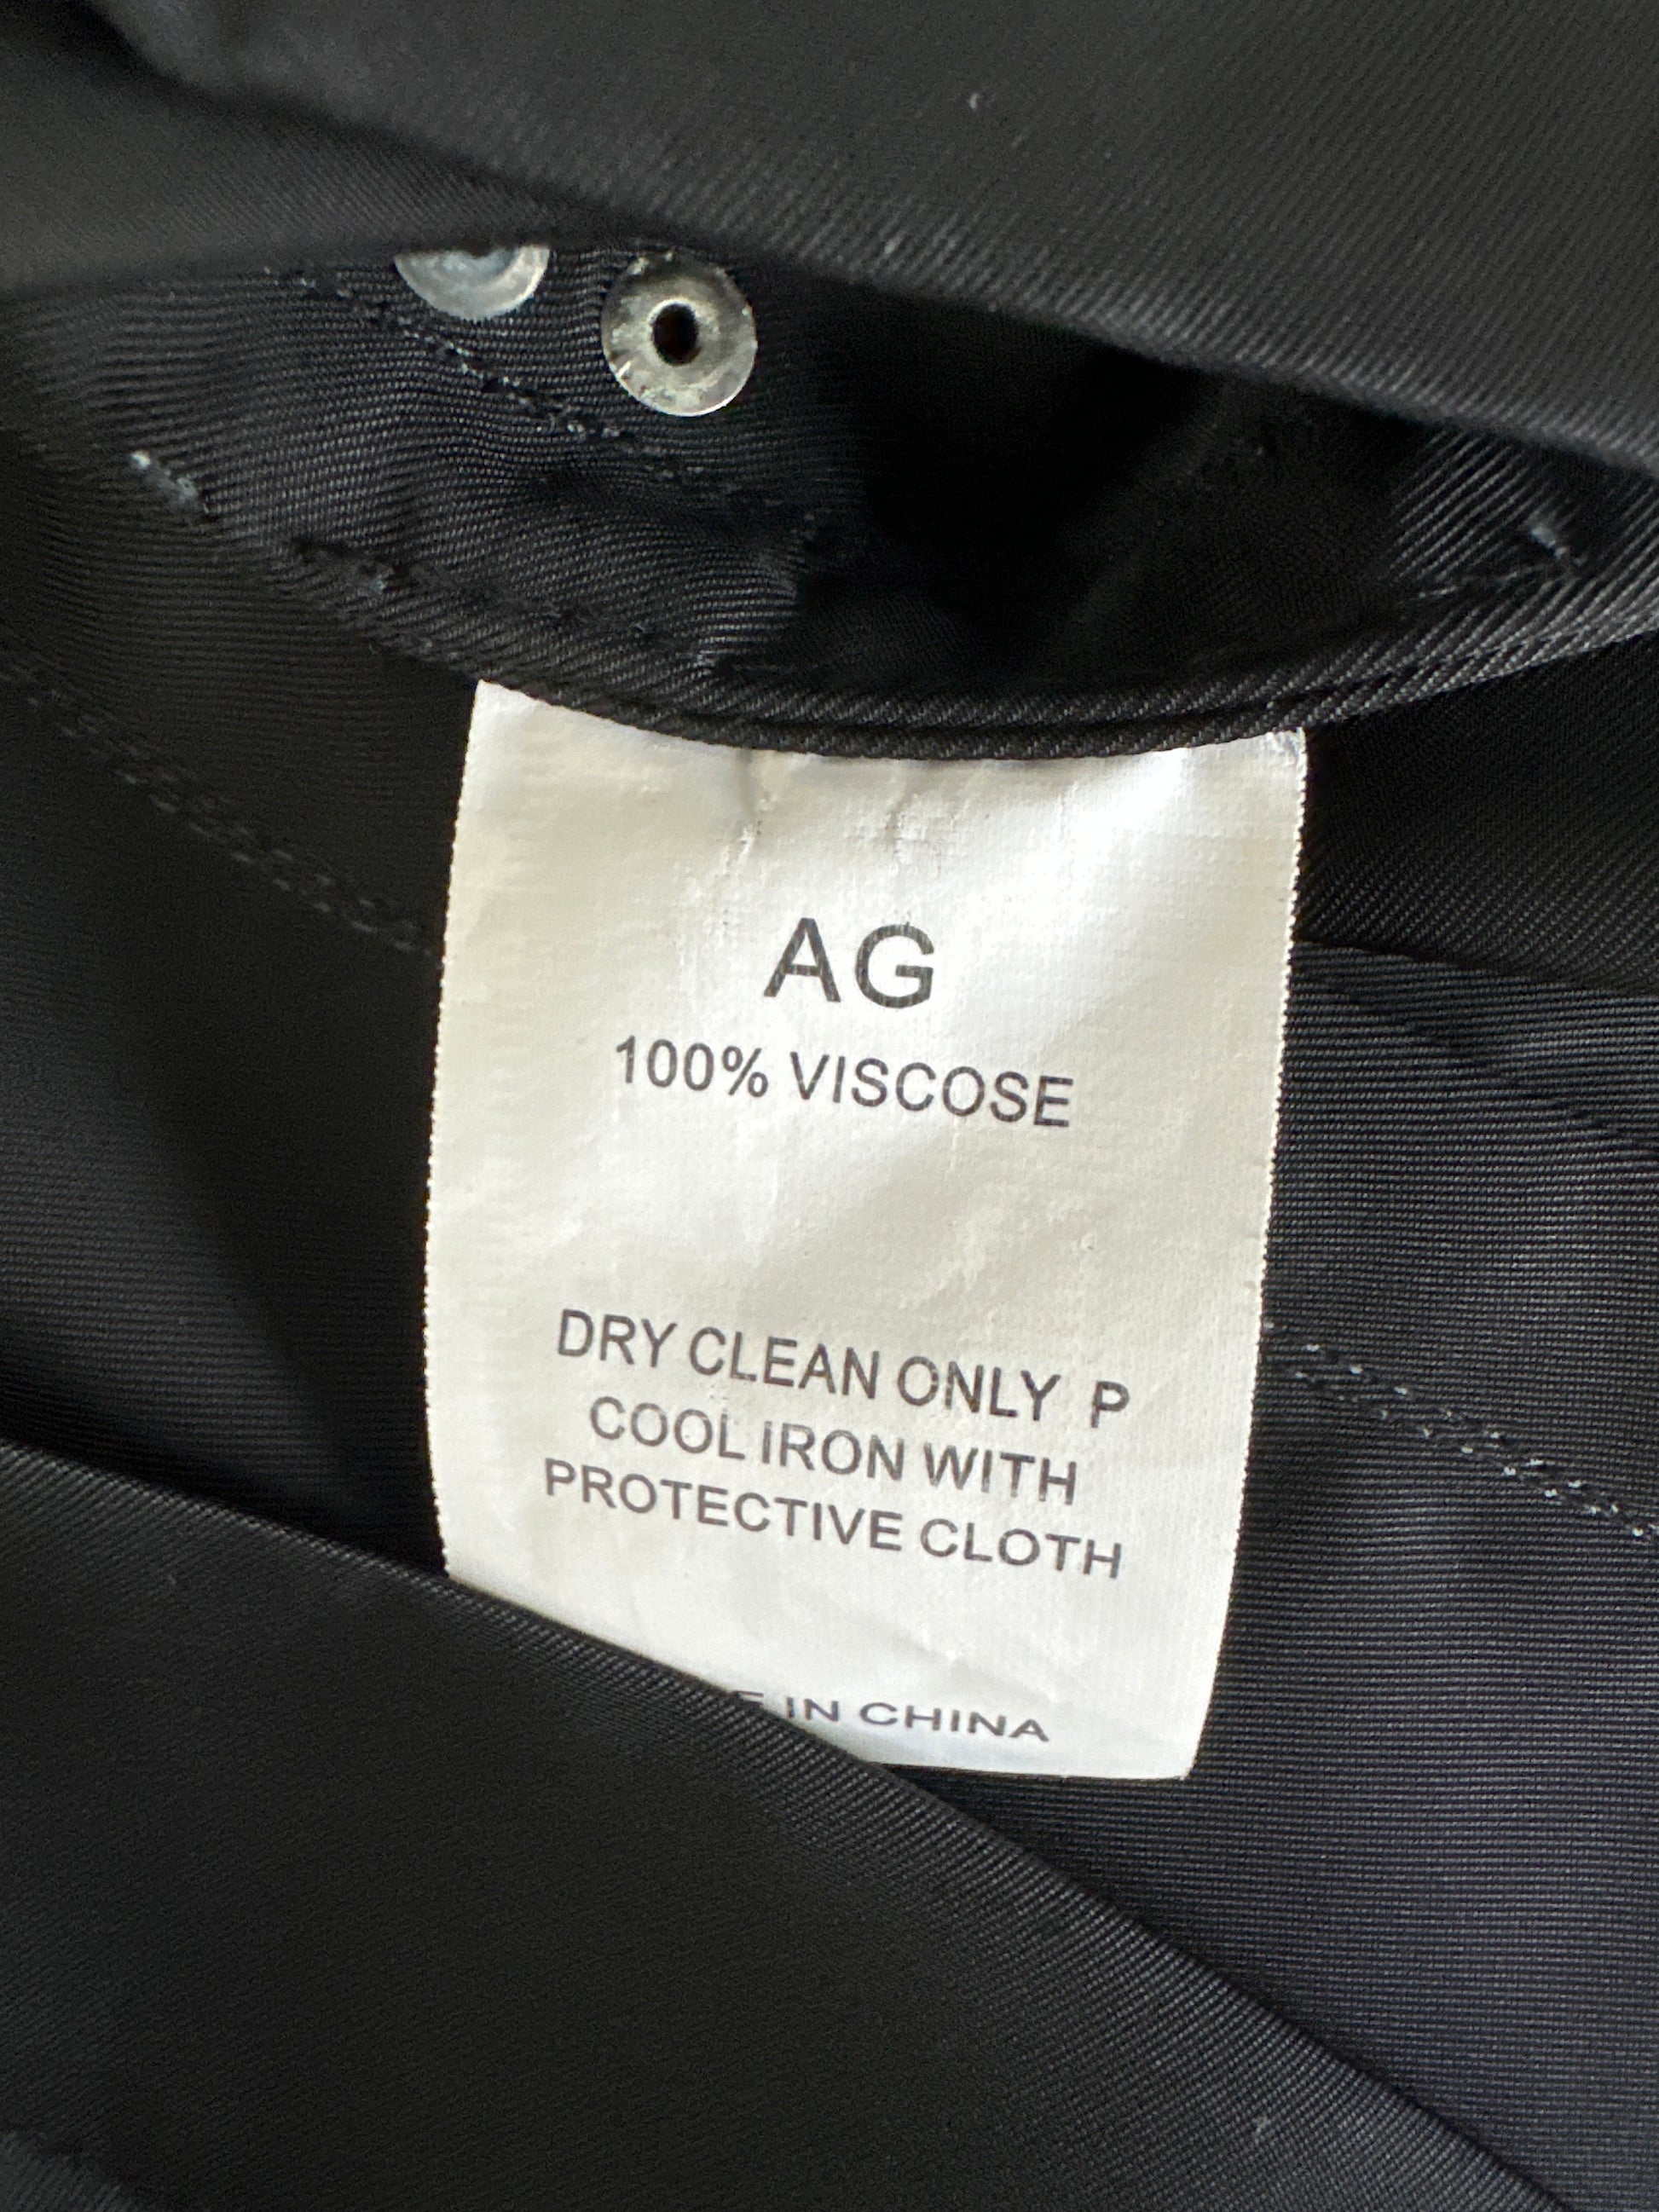 AG
100% VISCOSE
DRY CLEAN ONLY P
COOL IRON WITH
PROTECTIVE CLOTH
IN CHINA